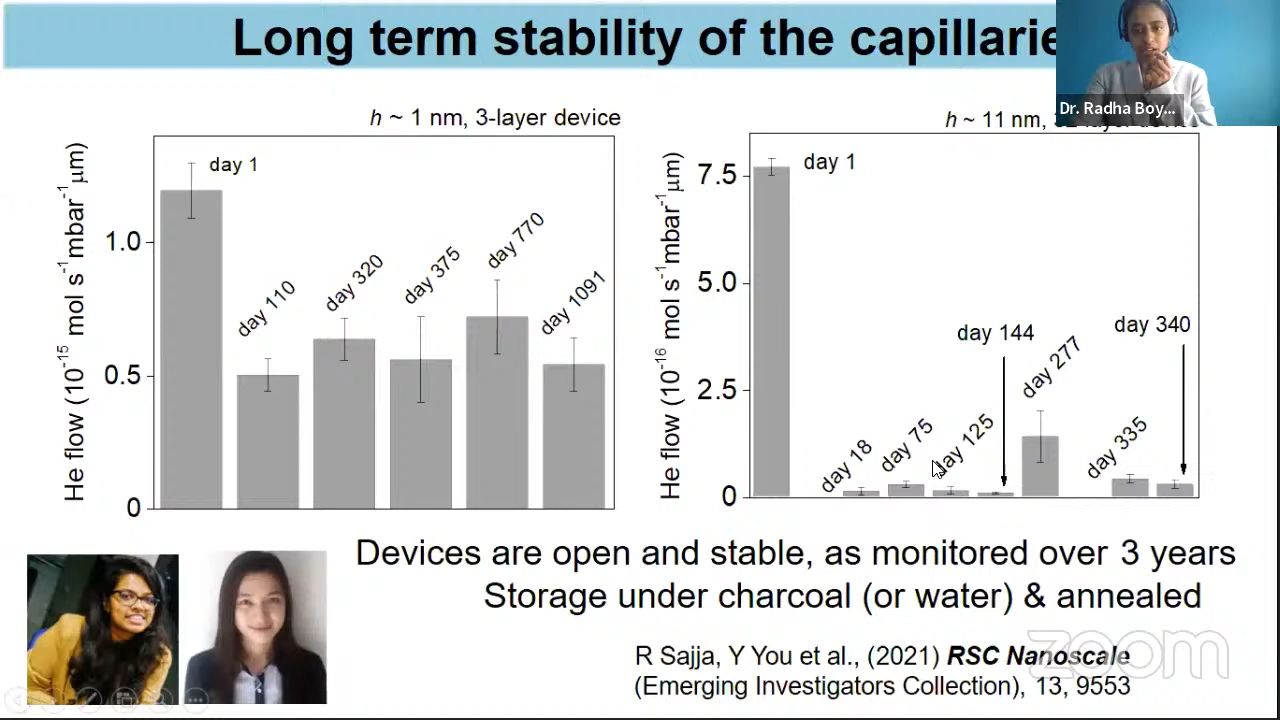 Long term stability of the capillarie
Dr. Radha Boy...
h ~ 1 nm, 3-layer device
h ~ 11 nm,
He flow (10⁻¹⁵ mol s⁻¹mbar⁻¹μm)
1.0
0.5
0
day 1
day 110
day 320
day 375
day 770
day 1091
He flow (10⁻¹⁶ mol s⁻¹mbar⁻¹μm)
7.5
5.0
2.5
0
day 1
day 18
day 75
day 125
day 144
day 277
day 335
day 340
Devices are open and stable, as monitored over 3 years
Storage under charcoal (or water) & annealed
R Sajja, Y You et al., (2021) RSC Nanoscale
(Emerging Investigators Collection), 13, 9553
zoom